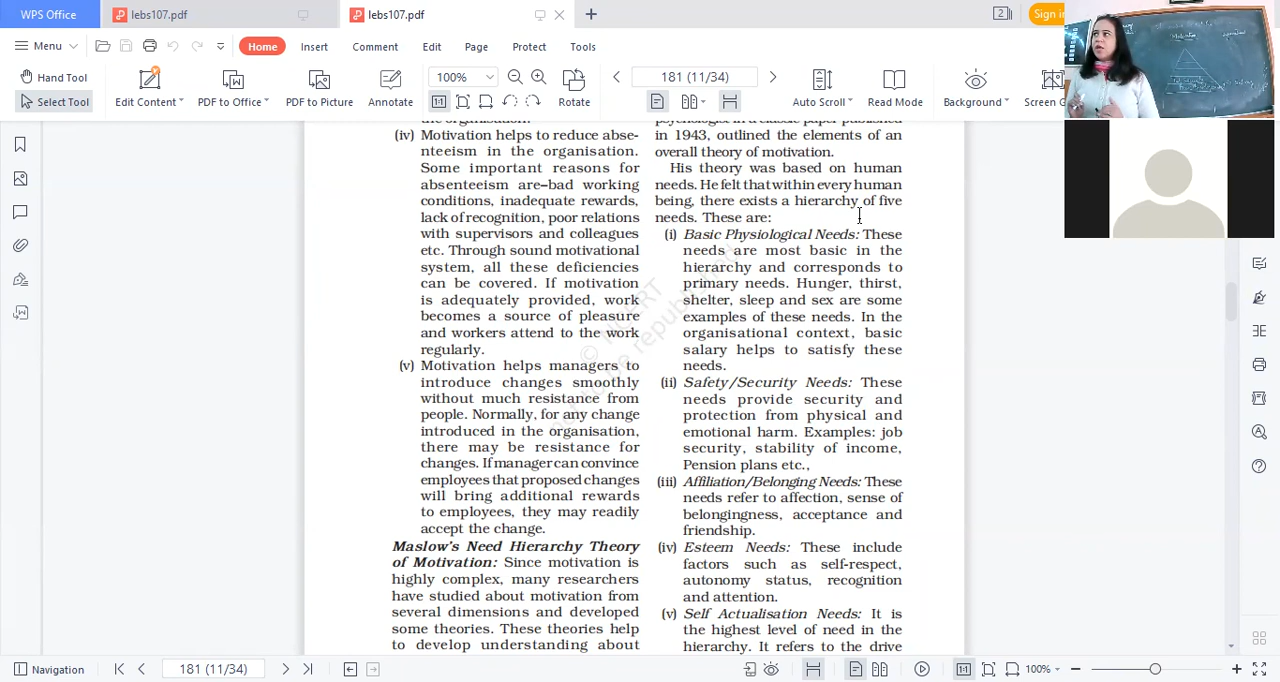 WPS Office
lebs107.pdf
lebs107.pdf
2
Sign in
Menu
Home
Insert
Comment
Edit
Page
Protect
Tools
Hand Tool
Select Tool
Edit Content
PDF to Office
PDF to Picture
Annotate
100%
181 (11/34)
Rotate
Auto Scroll
Read Mode
Background
Screen G
the organisation.
(iv) Motivation helps to reduce abse-
nteeism in the organisation.
Some important reasons for
absenteeism are–bad working
conditions, inadequate rewards,
lack of recognition, poor relations
with supervisors and colleagues
etc. Through sound motivational
system, all these deficiencies
can be covered. If motivation
is adequately provided, work
becomes a source of pleasure
and workers attend to the work
regularly.
(v) Motivation helps managers to
introduce changes smoothly
without much resistance from
people. Normally, for any change
introduced in the organisation,
there may be resistance for
changes. If manager can convince
employees that proposed changes
will bring additional rewards
to employees, they may readily
accept the change.
Maslow's Need Hierarchy Theory
of Motivation: Since motivation is
highly complex, many researchers
have studied about motivation from
several dimensions and developed
some theories. These theories help
to develop understanding about
psychologist in a classic paper published
in 1943, outlined the elements of an
overall theory of motivation.
His theory was based on human
needs. He felt that within every human
being, there exists a hierarchy of five
needs. These are:
(i) Basic Physiological Needs: These
needs are most basic in the
hierarchy and corresponds to
primary needs. Hunger, thirst,
shelter, sleep and sex are some
examples of these needs. In the
organisational context, basic
salary helps to satisfy these
needs.
(ii) Safety/Security Needs: These
needs provide security and
protection from physical and
emotional harm. Examples: job
security, stability of income,
Pension plans etc.,
(iii) Affiliation/Belonging Needs: These
needs refer to affection, sense of
belongingness, acceptance and
friendship.
(iv) Esteem Needs: These include
factors such as self-respect,
autonomy status, recognition
and attention.
(v) Self Actualisation Needs: It is
the highest level of need in the
hierarchy. It refers to the drive
© NCERT
be republished
Navigation
181 (11/34)
100%